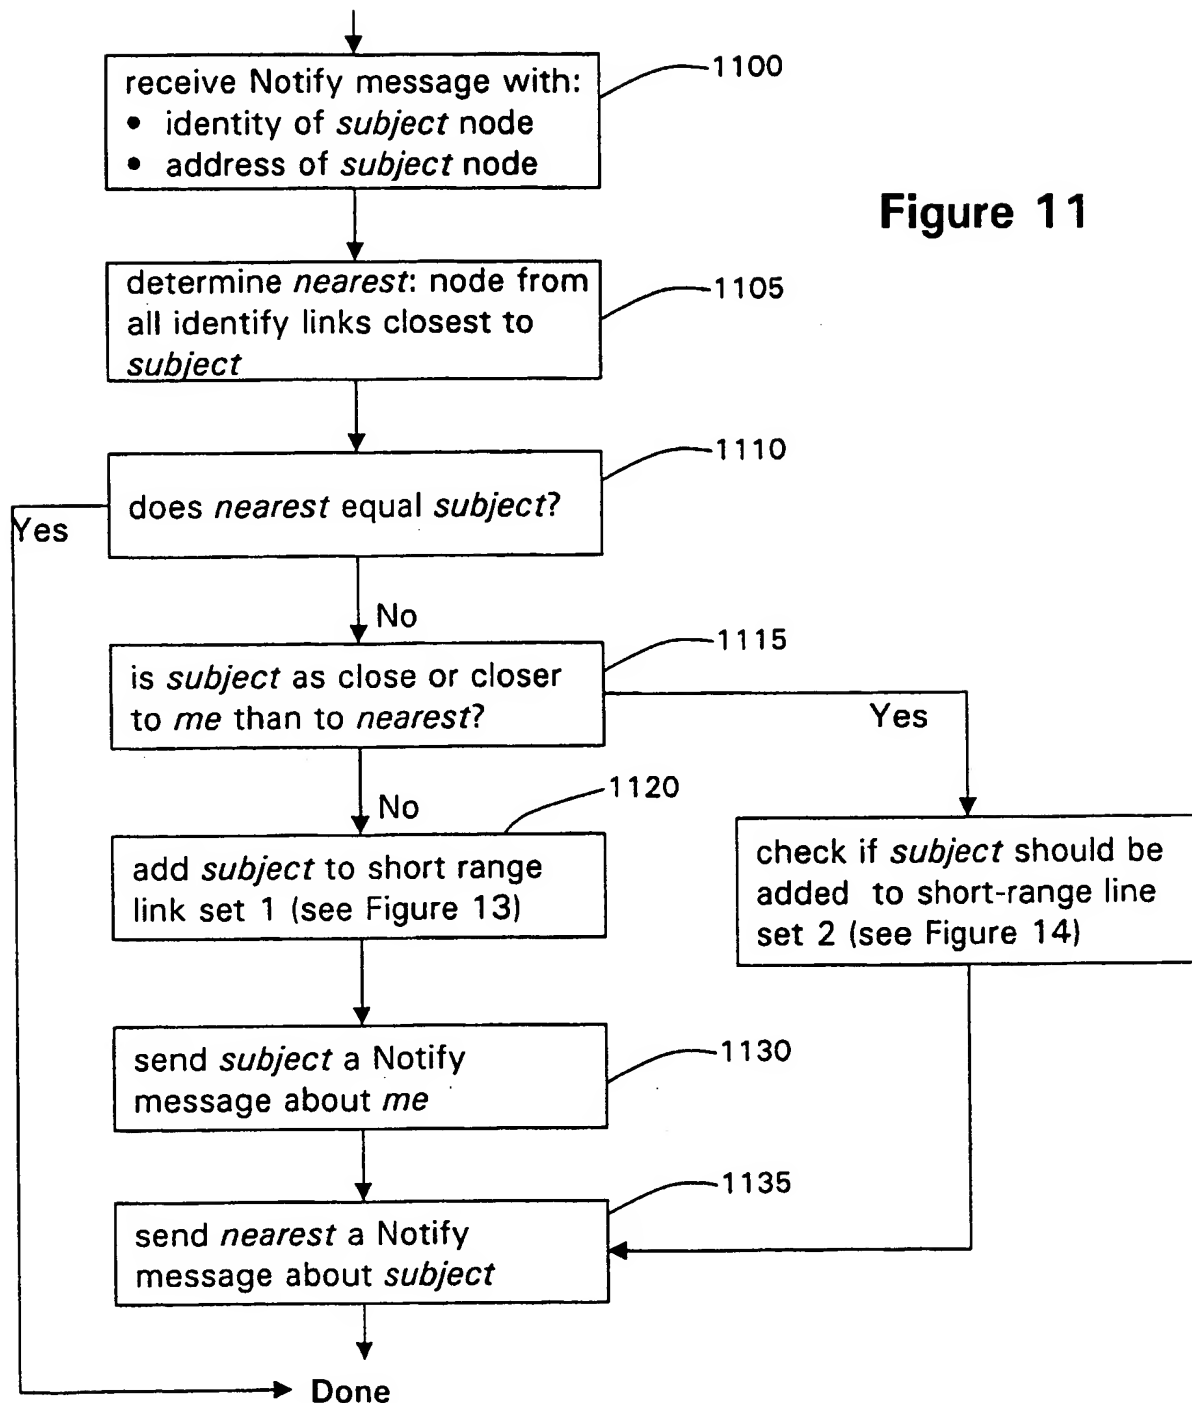 receive Notify message with:
• identity of subject node
• address of subject node
1100
Figure 11
determine nearest: node from
all identify links closest to
subject
1105
does nearest equal subject?
1110
Yes
No
is subject as close or closer
to me than to nearest?
1115
Yes
No
1120
add subject to short range
link set 1 (see Figure 13)
check if subject should be
added to short-range line
set 2 (see Figure 14)
send subject a Notify
message about me
1130
send nearest a Notify
message about subject
1135
Done